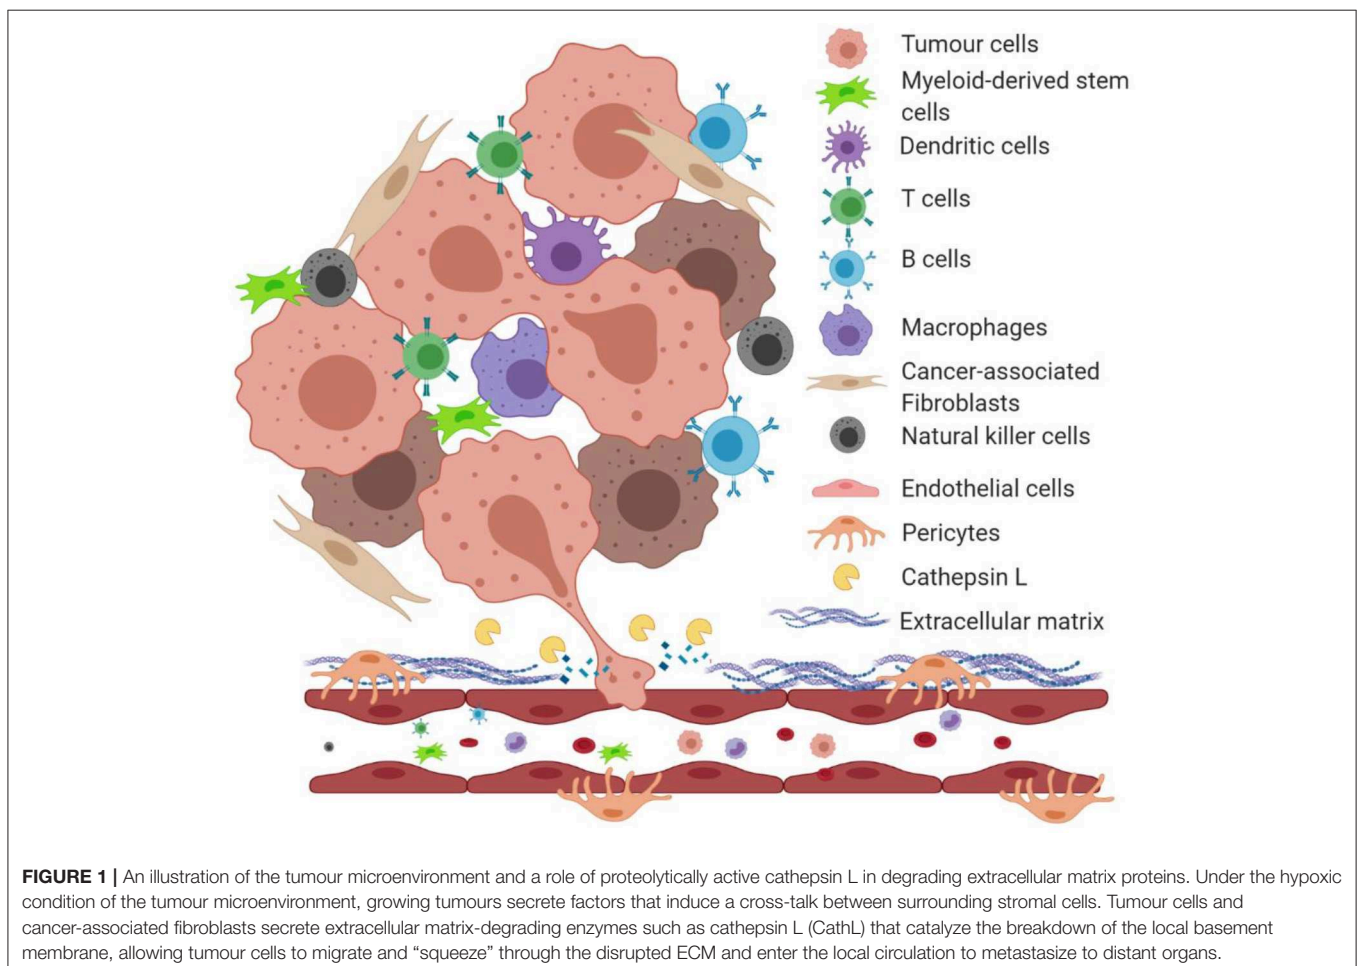 Tumour cells
Myeloid-derived stem
cells
Dendritic cells
T cells
B cells
Macrophages
Cancer-associated
Fibroblasts
Natural killer cells
Endothelial cells
Pericytes
Cathepsin L
Extracellular matrix
FIGURE 1 | An illustration of the tumour microenvironment and a role of proteolytically active cathepsin L in degrading extracellular matrix proteins. Under the hypoxic
condition of the tumour microenvironment, growing tumours secrete factors that induce a cross-talk between surrounding stromal cells. Tumour cells and
cancer-associated fibroblasts secrete extracellular matrix-degrading enzymes such as cathepsin L (CathL) that catalyze the breakdown of the local basement
membrane, allowing tumour cells to migrate and “squeeze” through the disrupted ECM and enter the local circulation to metastasize to distant organs.